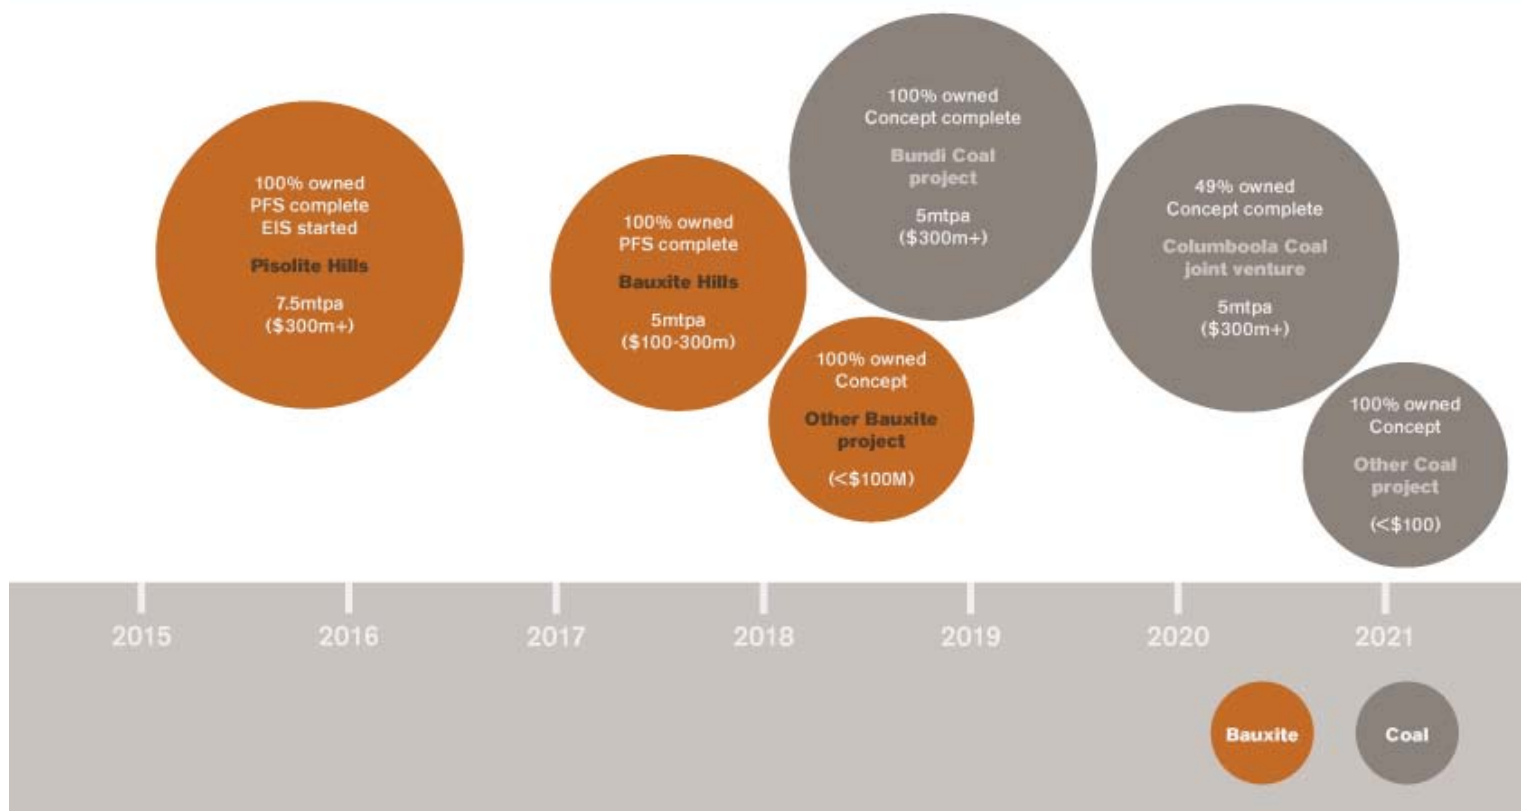 100% owned
PFS complete
EIS started
Pisolite Hills
7.5mtpa
($300m+)
100% owned
PFS complete
Bauxite Hills
5mtpa
($100-300m)
100% owned
Concept
Other Bauxite
project
(<$100M)
100% owned
Concept complete
Bundi Coal
project
5mtpa
($300m+)
49% owned
Concept complete
Columboola Coal
joint venture
5mtpa
($300m+)
100% owned
Concept
Other Coal
project
(<$100)
2015 2016 2017 2018 2019 2020 2021
Bauxite Coal